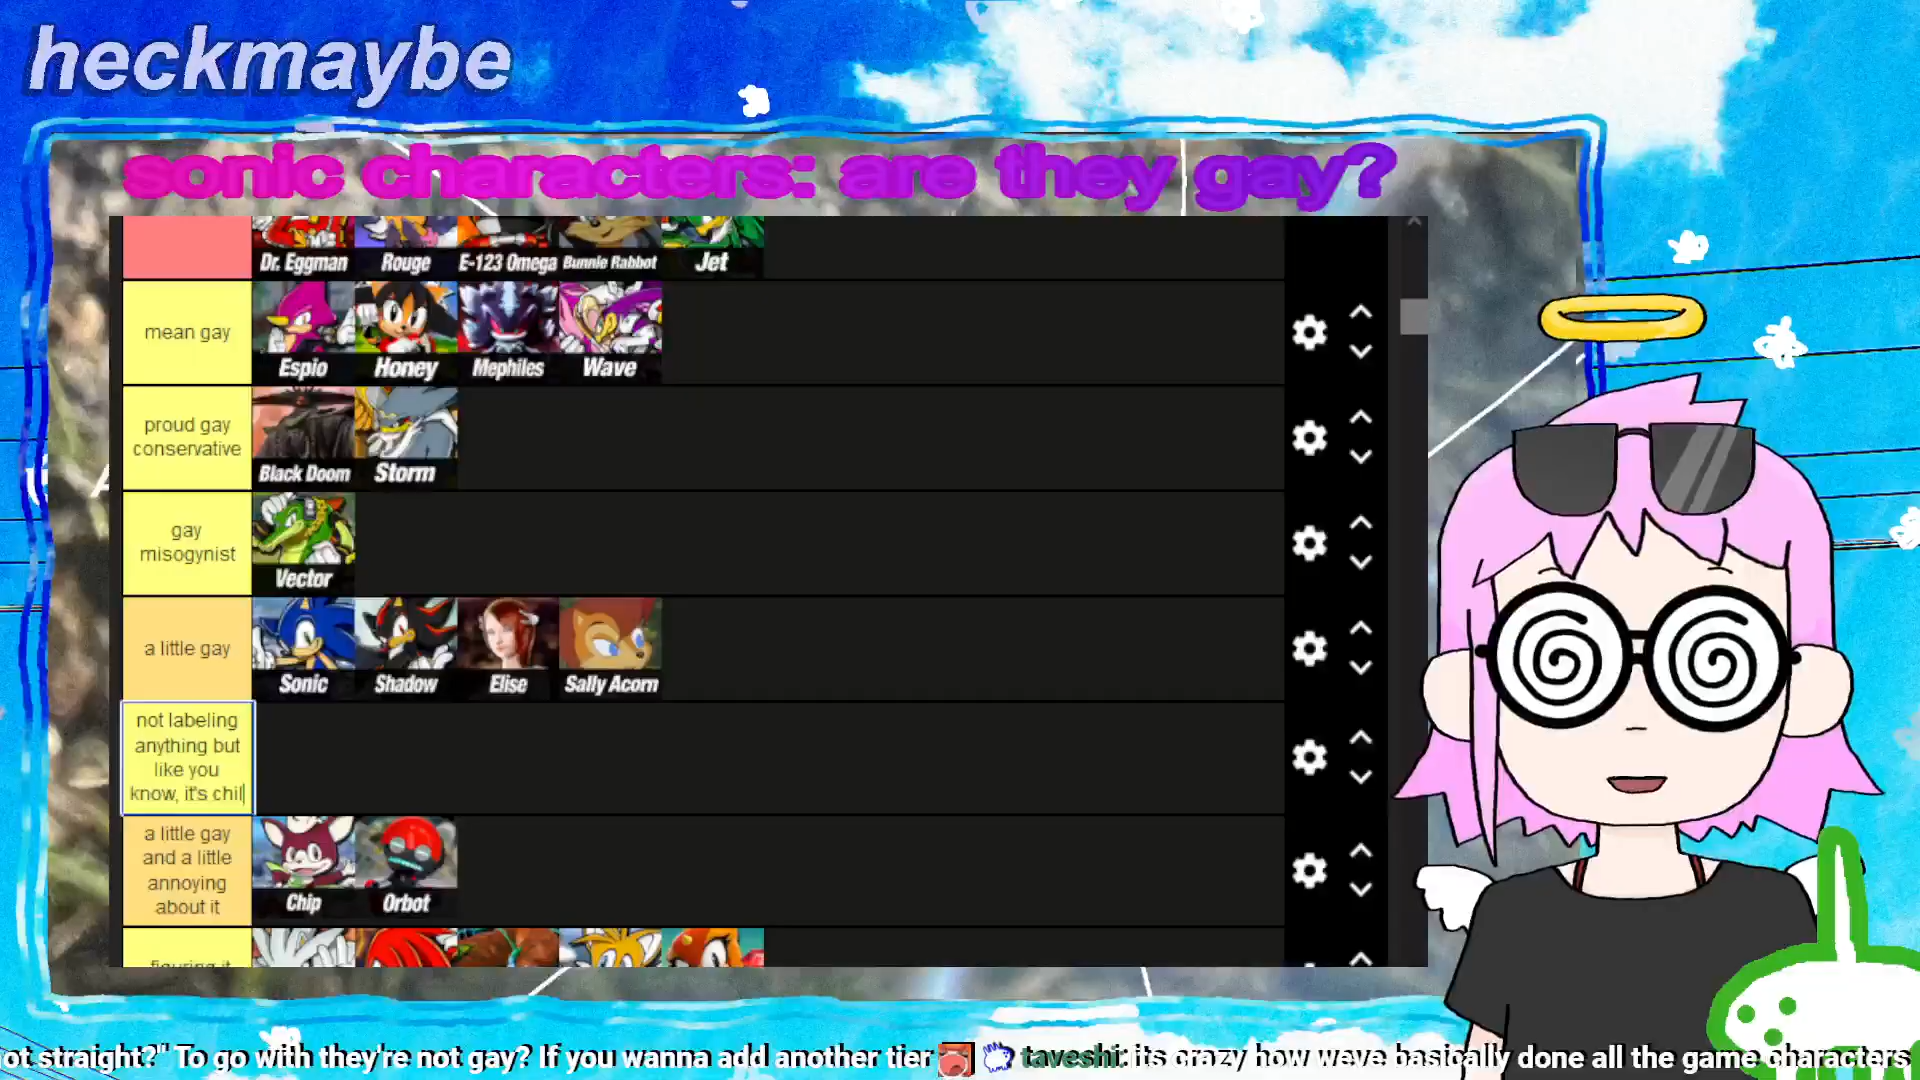 heckmaybe
sonic characters: are they gay?
Dr. Eggman Rouge E-123 Omega Bunnie Rabbot Jet
mean gay
Espio Honey Mephiles Wave
proud gay
conservative
Black Doom Storm
gay
misogynist
Vector
a little gay
Sonic Shadow Elise Sally Acorn
not labeling
anything but
like you
know, it's chil
a little gay
and a little
annoying
about it
Chip Orbot
figuring it
ot straight?" To go with they're not gay? If you wanna add another tier taveshi: its crazy how weve basically done all the game characters